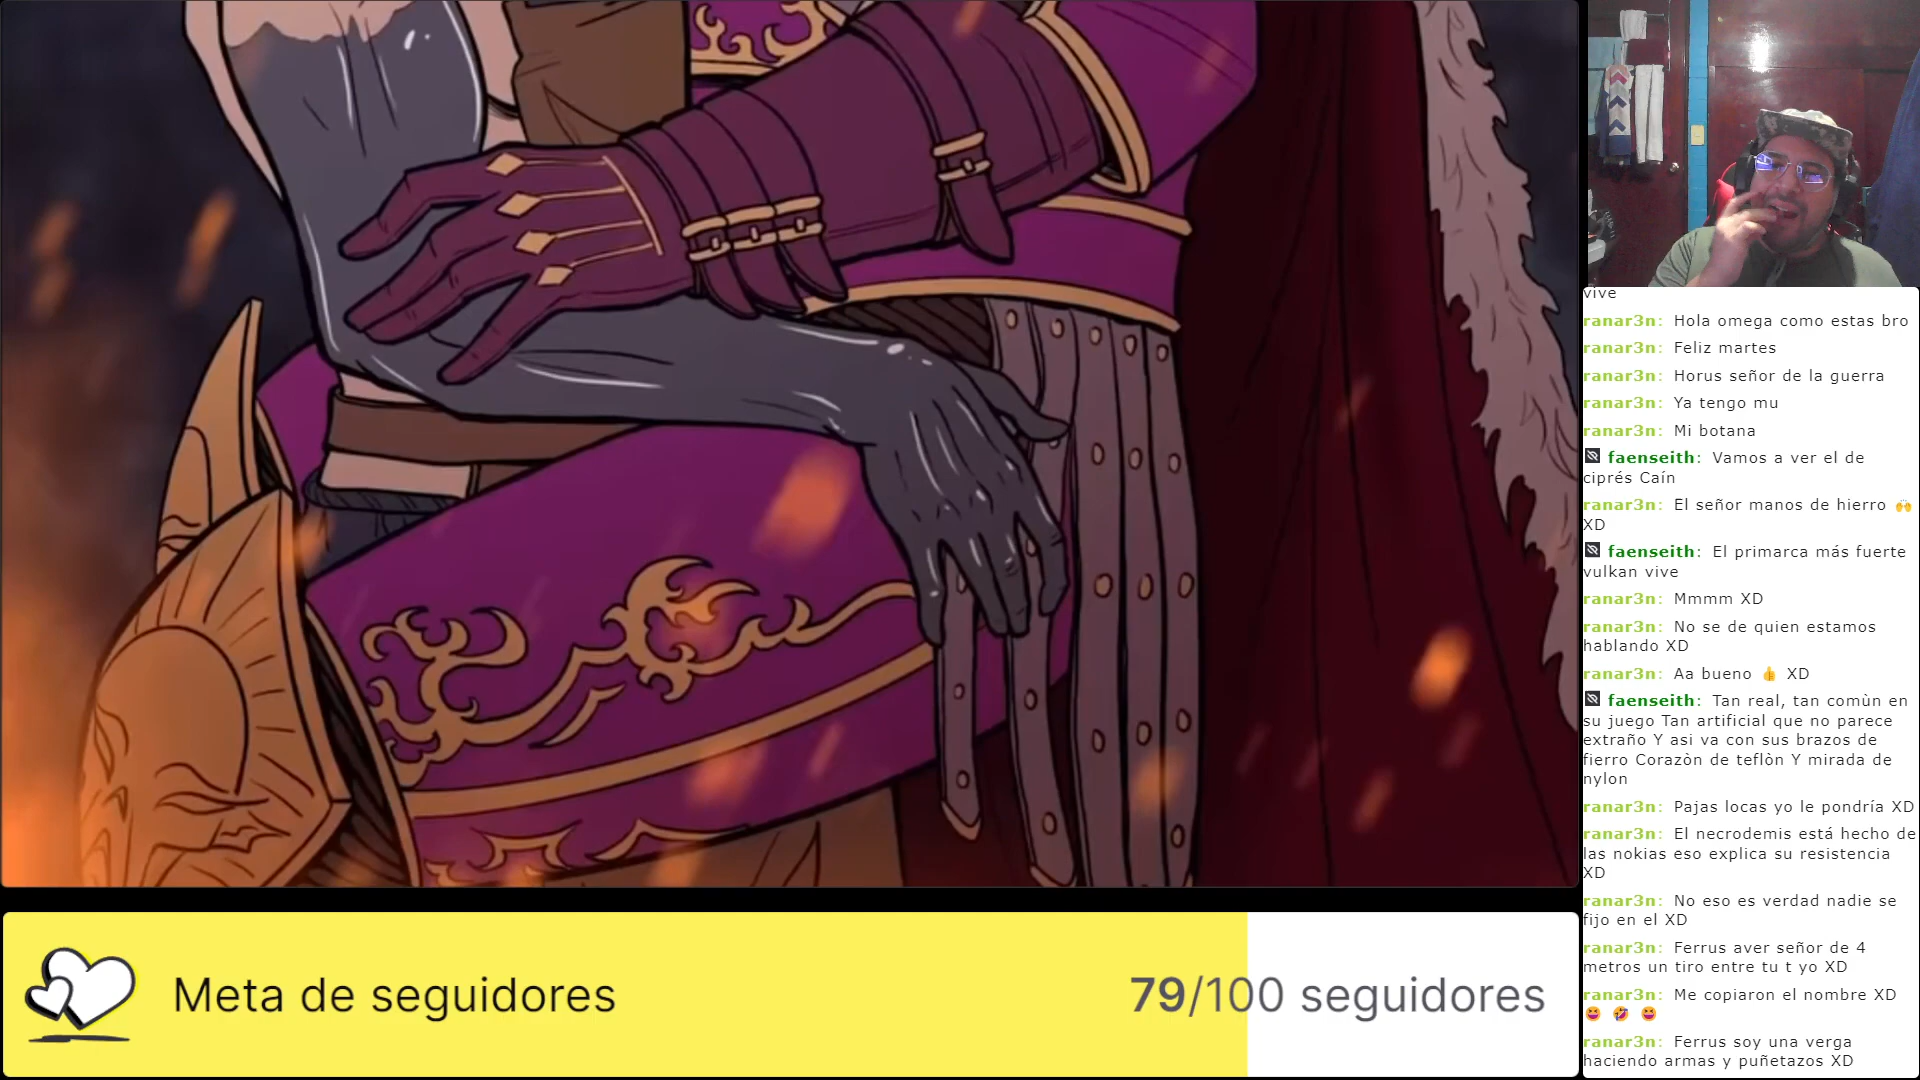 vive
ranar3n: Hola omega como estas bro
ranar3n: Feliz martes
ranar3n: Horus señor de la guerra
ranar3n: Ya tengo mu
ranar3n: Mi botana
faenseith: Vamos a ver el de
ciprés Caín
ranar3n: El señor manos de hierro 🙌
XD
faenseith: El primarca más fuerte
vulkan vive
ranar3n: Mmmm XD
ranar3n: No se de quien estamos
hablando XD
ranar3n: Aa bueno 👍 XD
faenseith: Tan real, tan comùn en
su juego Tan artificial que no parece
extraño Y asi va con sus brazos de
fierro Corazòn de teflòn Y mirada de
nylon
ranar3n: Pajas locas yo le pondría XD
ranar3n: El necrodemis está hecho de
las nokias eso explica su resistencia
XD
ranar3n: No eso es verdad nadie se
fijo en el XD
ranar3n: Ferrus aver señor de 4
metros un tiro entre tu t yo XD
ranar3n: Me copiaron el nombre XD
😆 🤣 😆
ranar3n: Ferrus soy una verga
haciendo armas y puñetazos XD
Meta de seguidores
79/100 seguidores